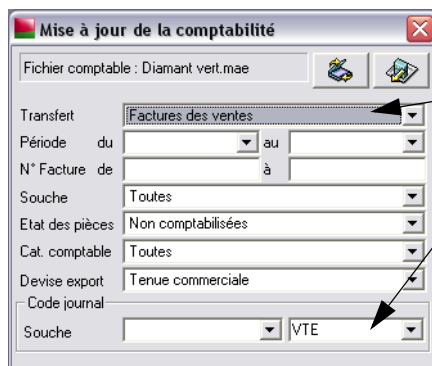 Mise à jour de la comptabilité
Fichier comptable : Diamant vert.mae
Transfert Factures des ventes
Période du au
N° Facture de à
Souche Toutes
Etat des pièces Non comptabilisées
Cat. comptable Toutes
Devise export Tenue commerciale
Code journal
Souche VTE